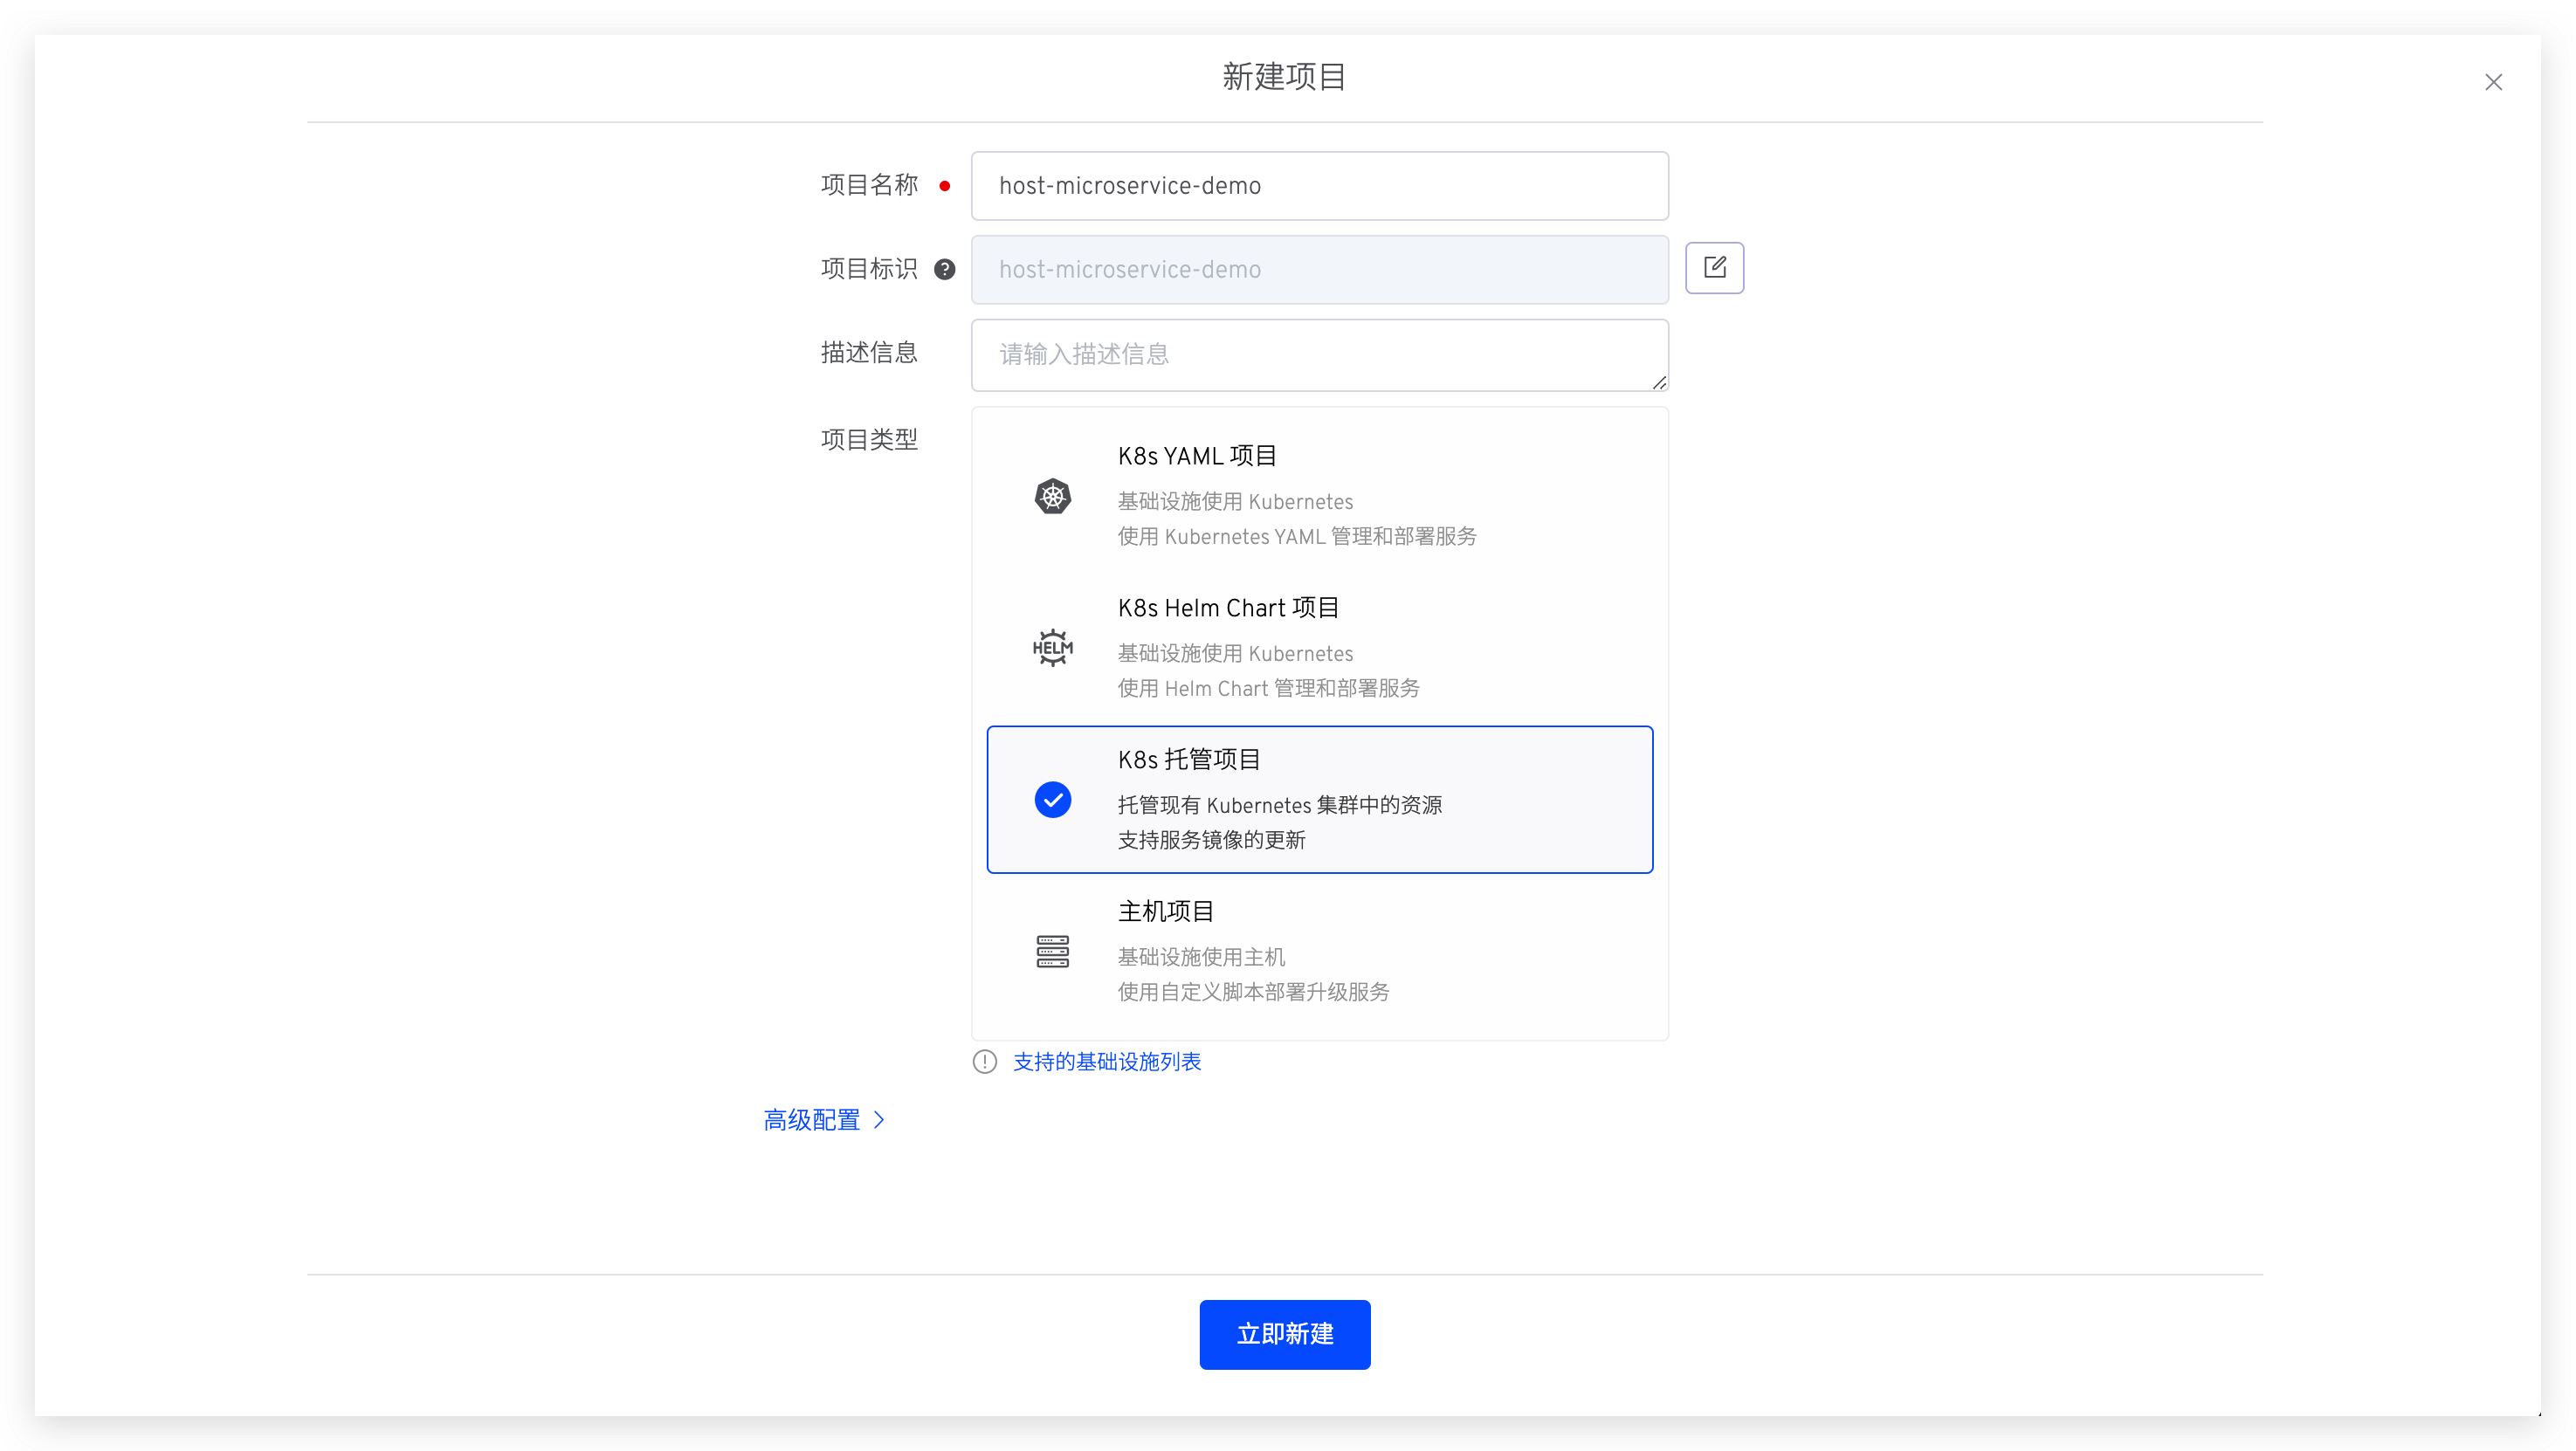 新建项目
项目名称
host-microservice-demo
项目标识
host-microservice-demo
描述信息
请输入描述信息
项目类型
K8s YAML 项目
基础设施使用 Kubernetes
使用 Kubernetes YAML 管理和部署服务
HELM
K8s Helm Chart 项目
基础设施使用 Kubernetes
使用 Helm Chart 管理和部署服务
K8s 托管项目
托管现有 Kubernetes 集群中的资源
支持服务镜像的更新
主机项目
基础设施使用主机
使用自定义脚本部署升级服务
支持的基础设施列表
高级配置
立即新建